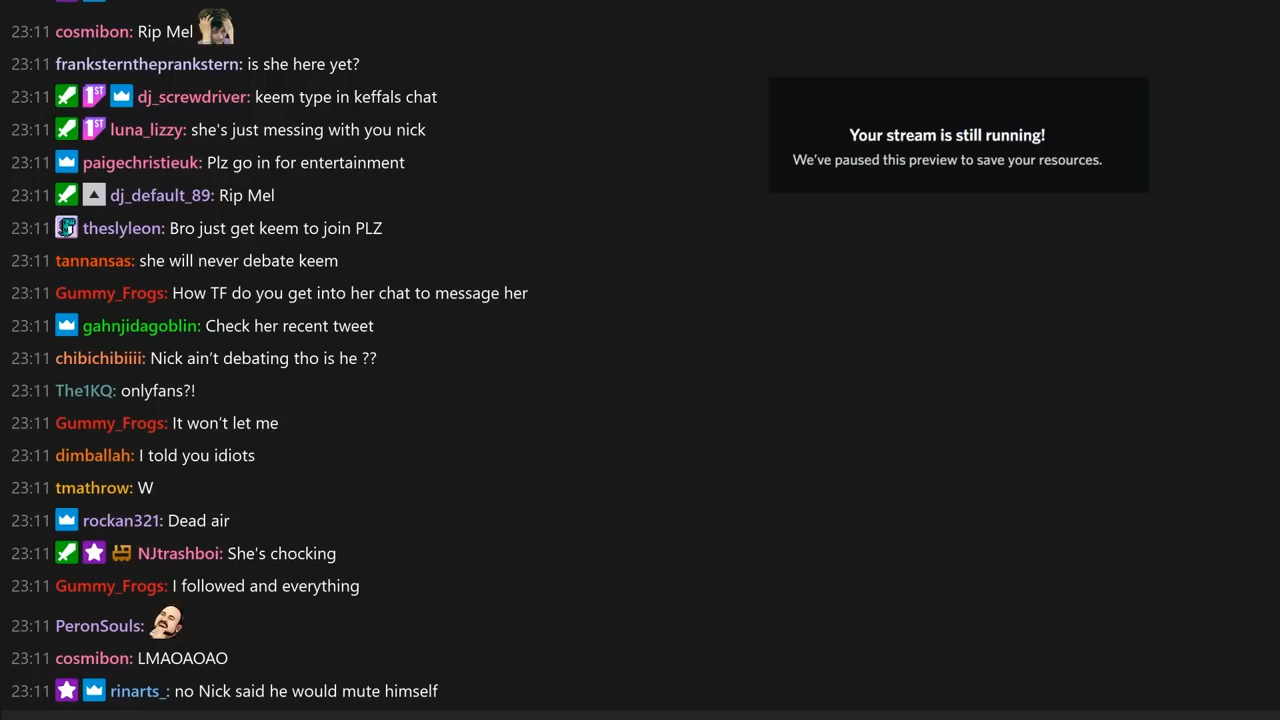 23:11 cosmibon: Rip Mel
23:11 franksterntheprankstern: is she here yet?
23:11 1ST dj_screwdriver: keem type in keffals chat
23:11 1ST luna_lizzy: she's just messing with you nick
23:11 paigechristieuk: Plz go in for entertainment
23:11 dj_default_89: Rip Mel
23:11 theslyleon: Bro just get keem to join PLZ
23:11 tannansas: she will never debate keem
23:11 Gummy_Frogs: How TF do you get into her chat to message her
23:11 gahnjidagoblin: Check her recent tweet
23:11 chibichibiiii: Nick ain’t debating tho is he ??
23:11 The1KQ: onlyfans?!
23:11 Gummy_Frogs: It won’t let me
23:11 dimballah: I told you idiots
23:11 tmathrow: W
23:11 rockan321: Dead air
23:11 NJtrashboi: She's chocking
23:11 Gummy_Frogs: I followed and everything
23:11 PeronSouls:
23:11 cosmibon: LMAOAOAO
23:11 rinarts_: no Nick said he would mute himself
Your stream is still running!
We’ve paused this preview to save your resources.